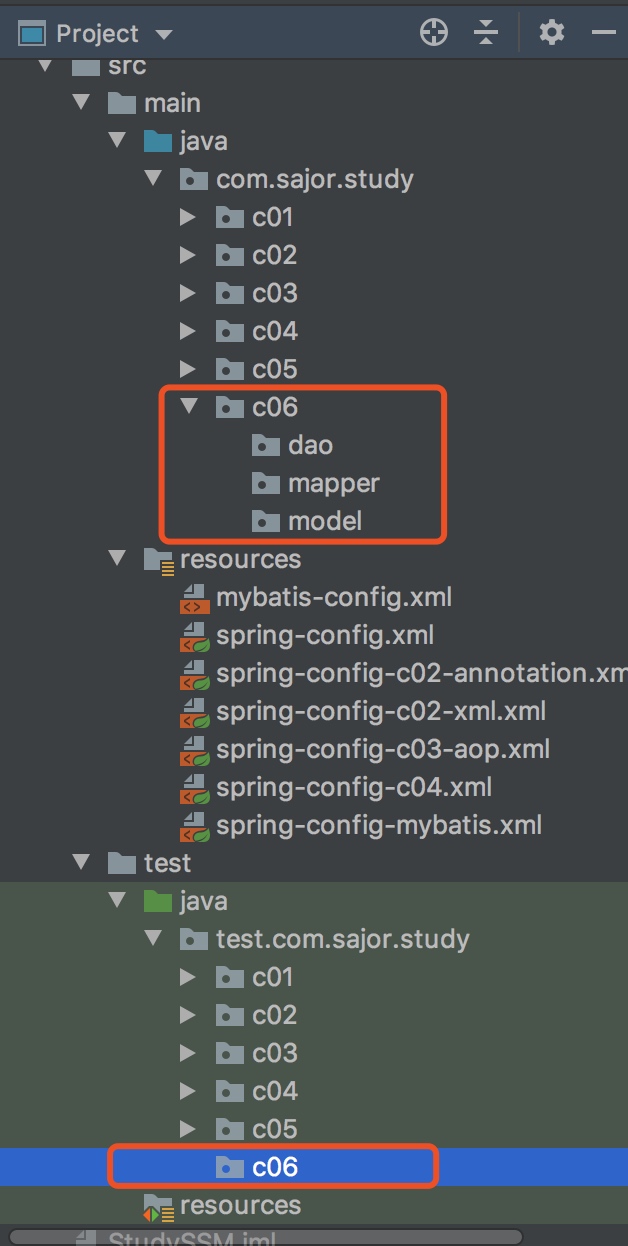 Project
src
main
java
com.sajor.study
c01
c02
c03
c04
c05
c06
dao
mapper
model
resources
mybatis-config.xml
spring-config.xml
spring-config-c02-annotation.xm
spring-config-c02-xml.xml
spring-config-c03-aop.xml
spring-config-c04.xml
spring-config-mybatis.xml
test
java
test.com.sajor.study
c01
c02
c03
c04
c05
c06
resources
StudySSM.iml